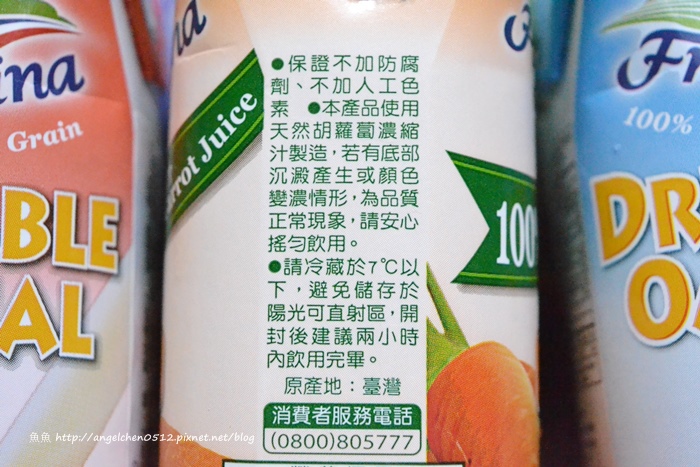 ina
Grain
BLE
AL
na
●保證不加防腐
劑、不加人工色
素 ●本產品使用
天然胡蘿蔔濃縮
汁製造，若有底部
沉澱產生或顏色
變濃情形，為品質
正常現象，請安心
搖勻飲用。
●請冷藏於7℃以
下，避免儲存於
陽光可直射區，開
封後建議兩小時
內飲用完畢。
原產地：臺灣
消費者服務電話
(0800)805777
rrot Juice
100
Fr
100%
DR
OA
魚魚 http://angelchen0512.pixnet.net/blog